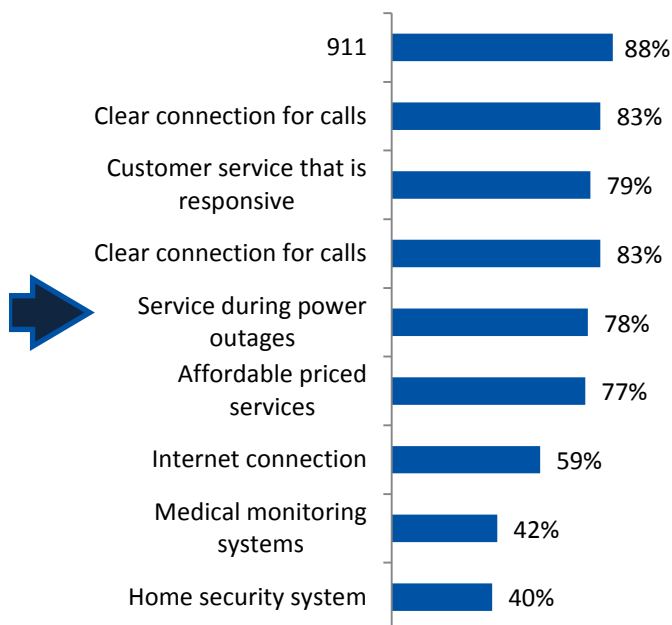 911
88%
Clear connection for calls
83%
Customer service that is
responsive
79%
Clear connection for calls
83%
Service during power
outages
78%
Affordable priced
services
77%
Internet connection
59%
Medical monitoring
systems
42%
Home security system
40%